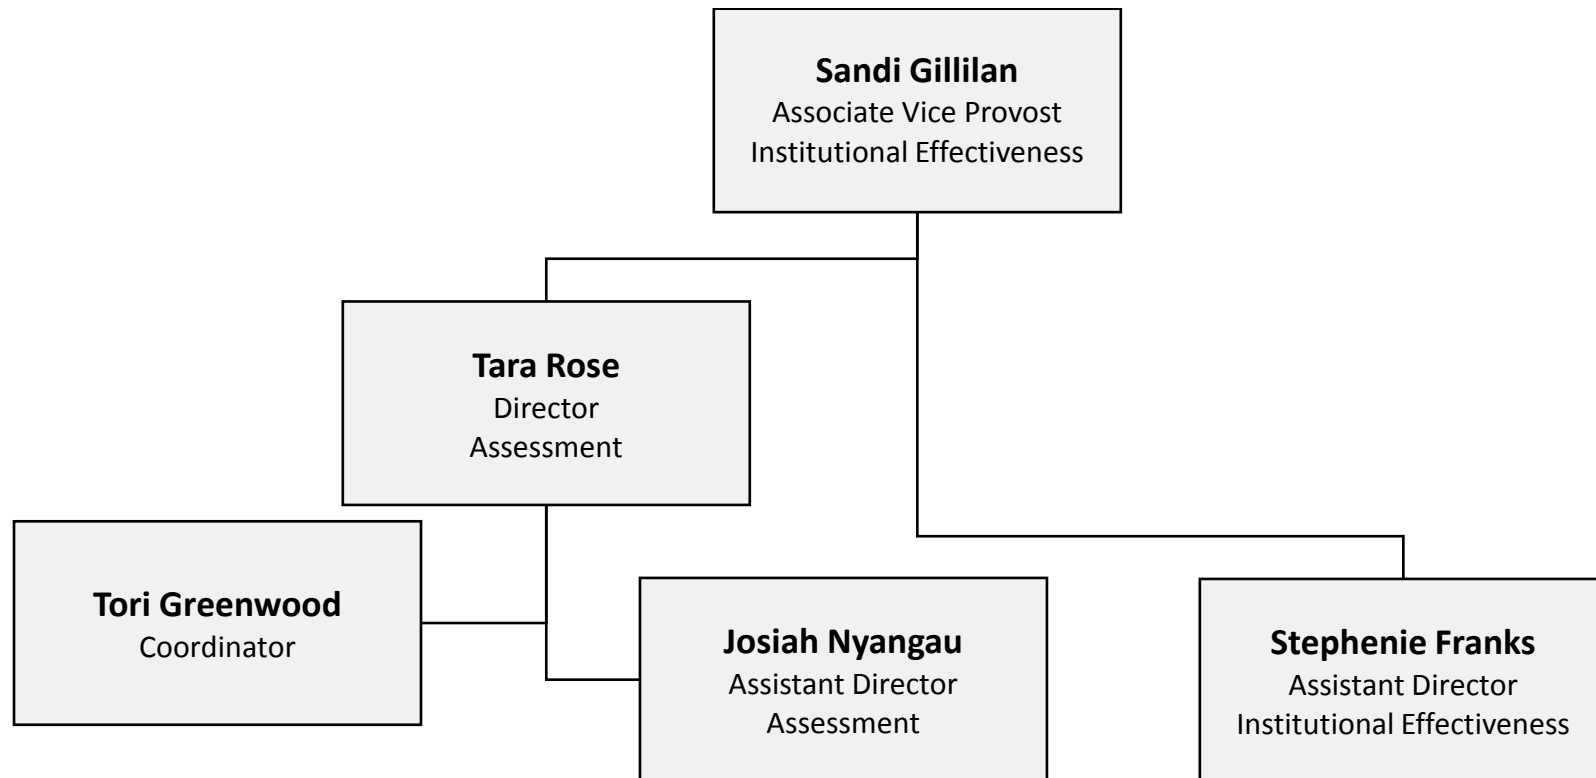 Sandi Gillilan
Associate Vice Provost
Institutional Effectiveness
Tara Rose
Director
Assessment
Tori Greenwood
Coordinator
Josiah Nyangau
Assistant Director
Assessment
Stephenie Franks
Assistant Director
Institutional Effectiveness